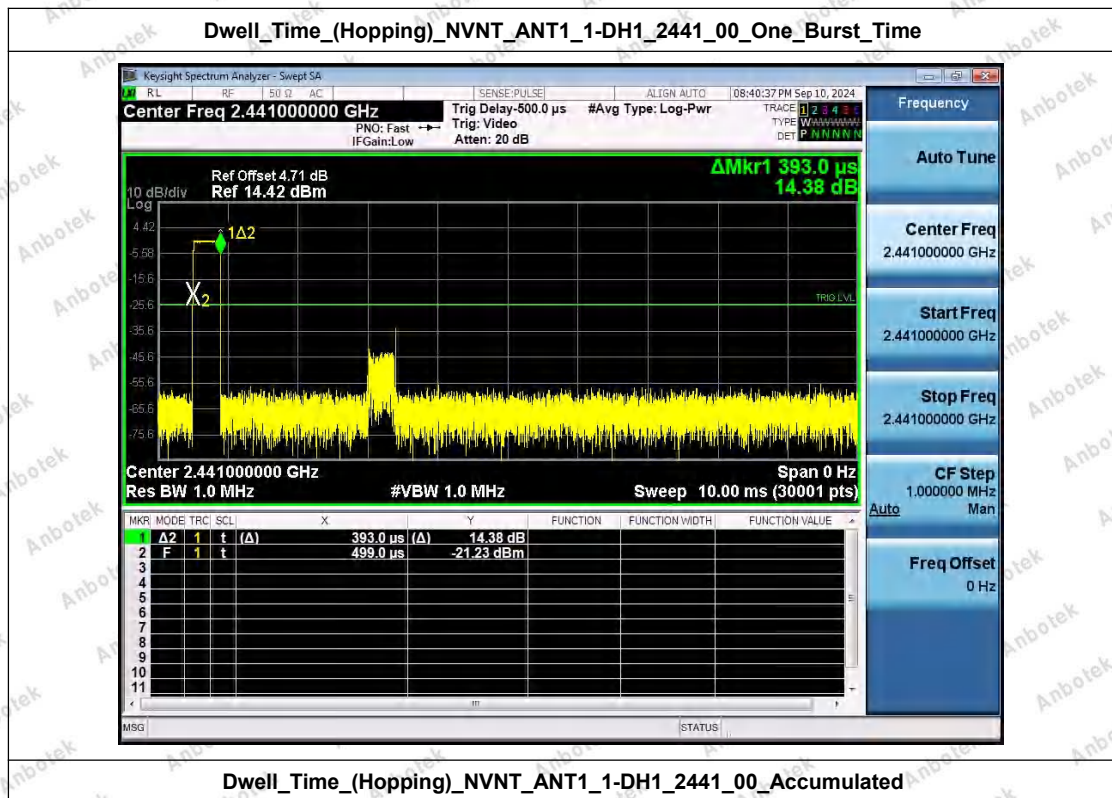 Dwell_Time_(Hopping)_NVNT_ANT1_1-DH1_2441_00_One_Burst_Time
Keysight Spectrum Analyzer - Swept SA
RL RF 50 Ω AC SENSE:PULSE ALIGN AUTO 08:40:37 PM Sep 10, 2024
Center Freq 2.441000000 GHz
Trig Delay-500.0 µs #Avg Type: Log-Pwr
TRACE 1 2 3 4 5 6
PNO: Fast Trig: Video
TYPE WWWWWW
IFGain:Low Atten: 20 dB
DET P N N N N N
Frequency
Auto Tune
Center Freq
2.441000000 GHz
Start Freq
2.441000000 GHz
Stop Freq
2.441000000 GHz
CF Step
1.000000 MHz
Auto Man
Freq Offset
0 Hz
ΔMkr1 393.0 µs
14.38 dB
Ref Offset 4.71 dB
10 dB/div Ref 14.42 dBm
Log
4.42
-5.58
-15.6
-25.6
-35.6
-45.6
-55.6
-65.6
-75.6
1Δ2
X2
TRIG LVL
Center 2.441000000 GHz Span 0 Hz
Res BW 1.0 MHz #VBW 1.0 MHz Sweep 10.00 ms (30001 pts)
MKR MODE TRC SCL X Y FUNCTION FUNCTION WIDTH FUNCTION VALUE
1 Δ2 1 t (Δ) 393.0 µs (Δ) 14.38 dB
2 F 1 t 499.0 µs -21.23 dBm
3
4
5
6
7
8
9
10
11
MSG STATUS
Dwell_Time_(Hopping)_NVNT_ANT1_1-DH1_2441_00_Accumulated
Anbotek